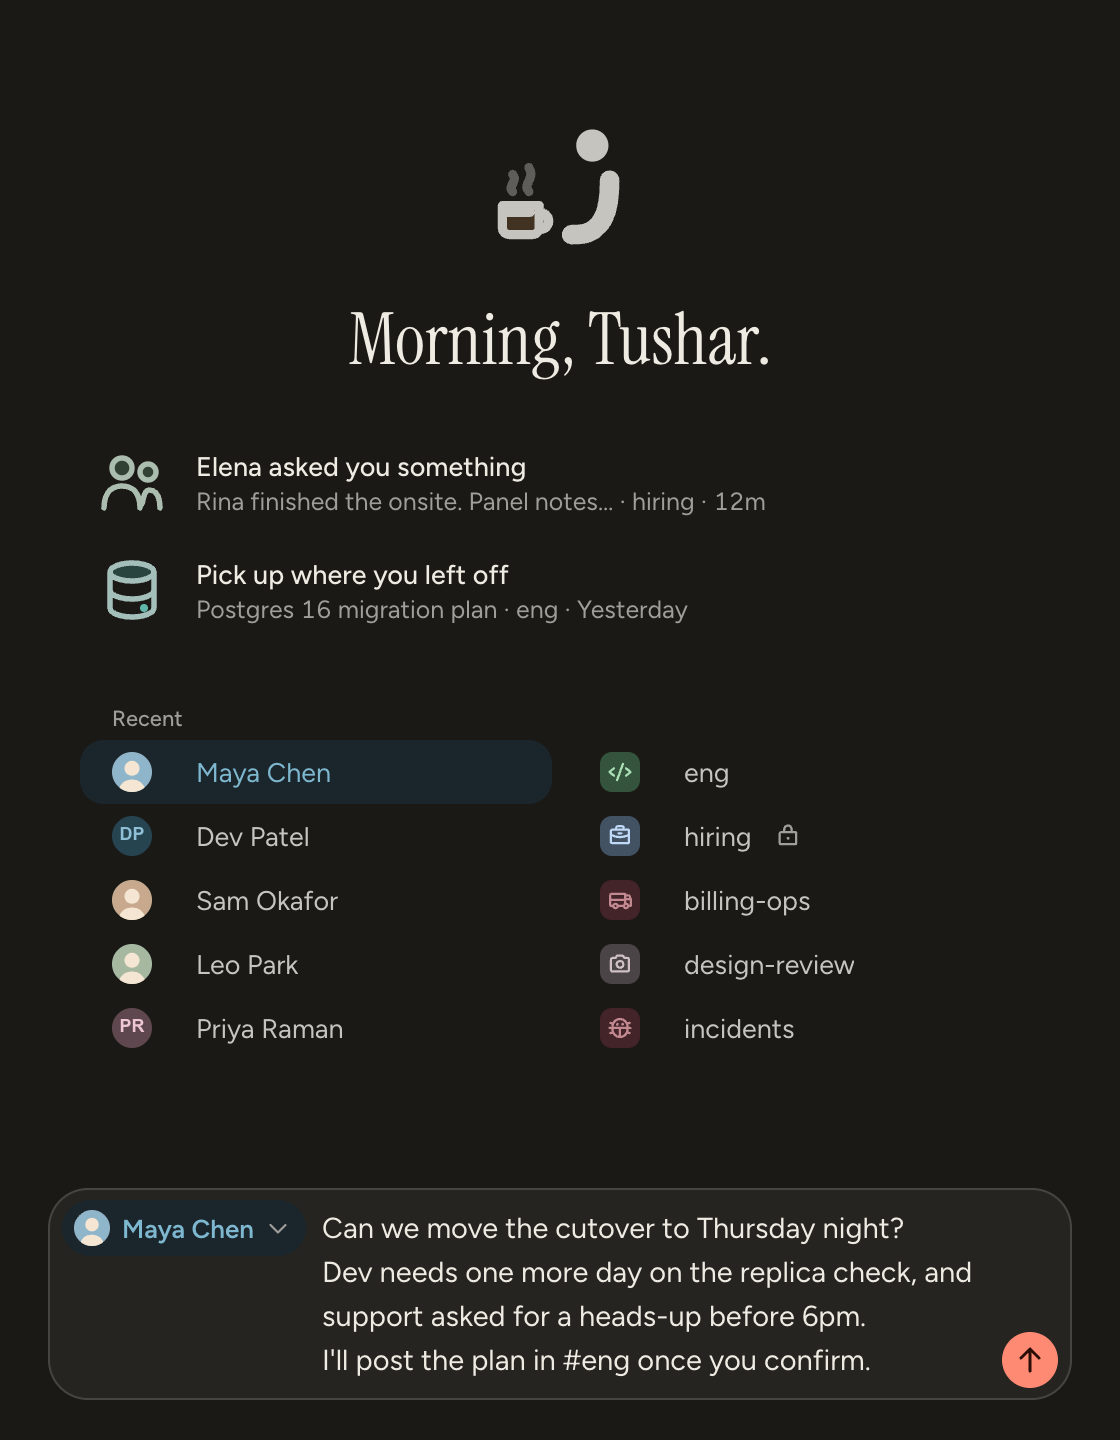 Morning, Tushar.
Elena asked you something
Rina finished the onsite. Panel notes... · hiring · 12m
Pick up where you left off
Postgres 16 migration plan · eng · Yesterday
Recent
Maya Chen
eng
DP Dev Patel
hiring
Sam Okafor
billing-ops
Leo Park
design-review
PR Priya Raman
incidents
Maya Chen
Can we move the cutover to Thursday night?
Dev needs one more day on the replica check, and
support asked for a heads-up before 6pm.
I'll post the plan in #eng once you confirm.